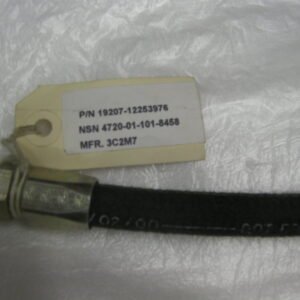 P/N 19207-12253976
NSN 4720-01-101-8458
MFR. 3C2M7